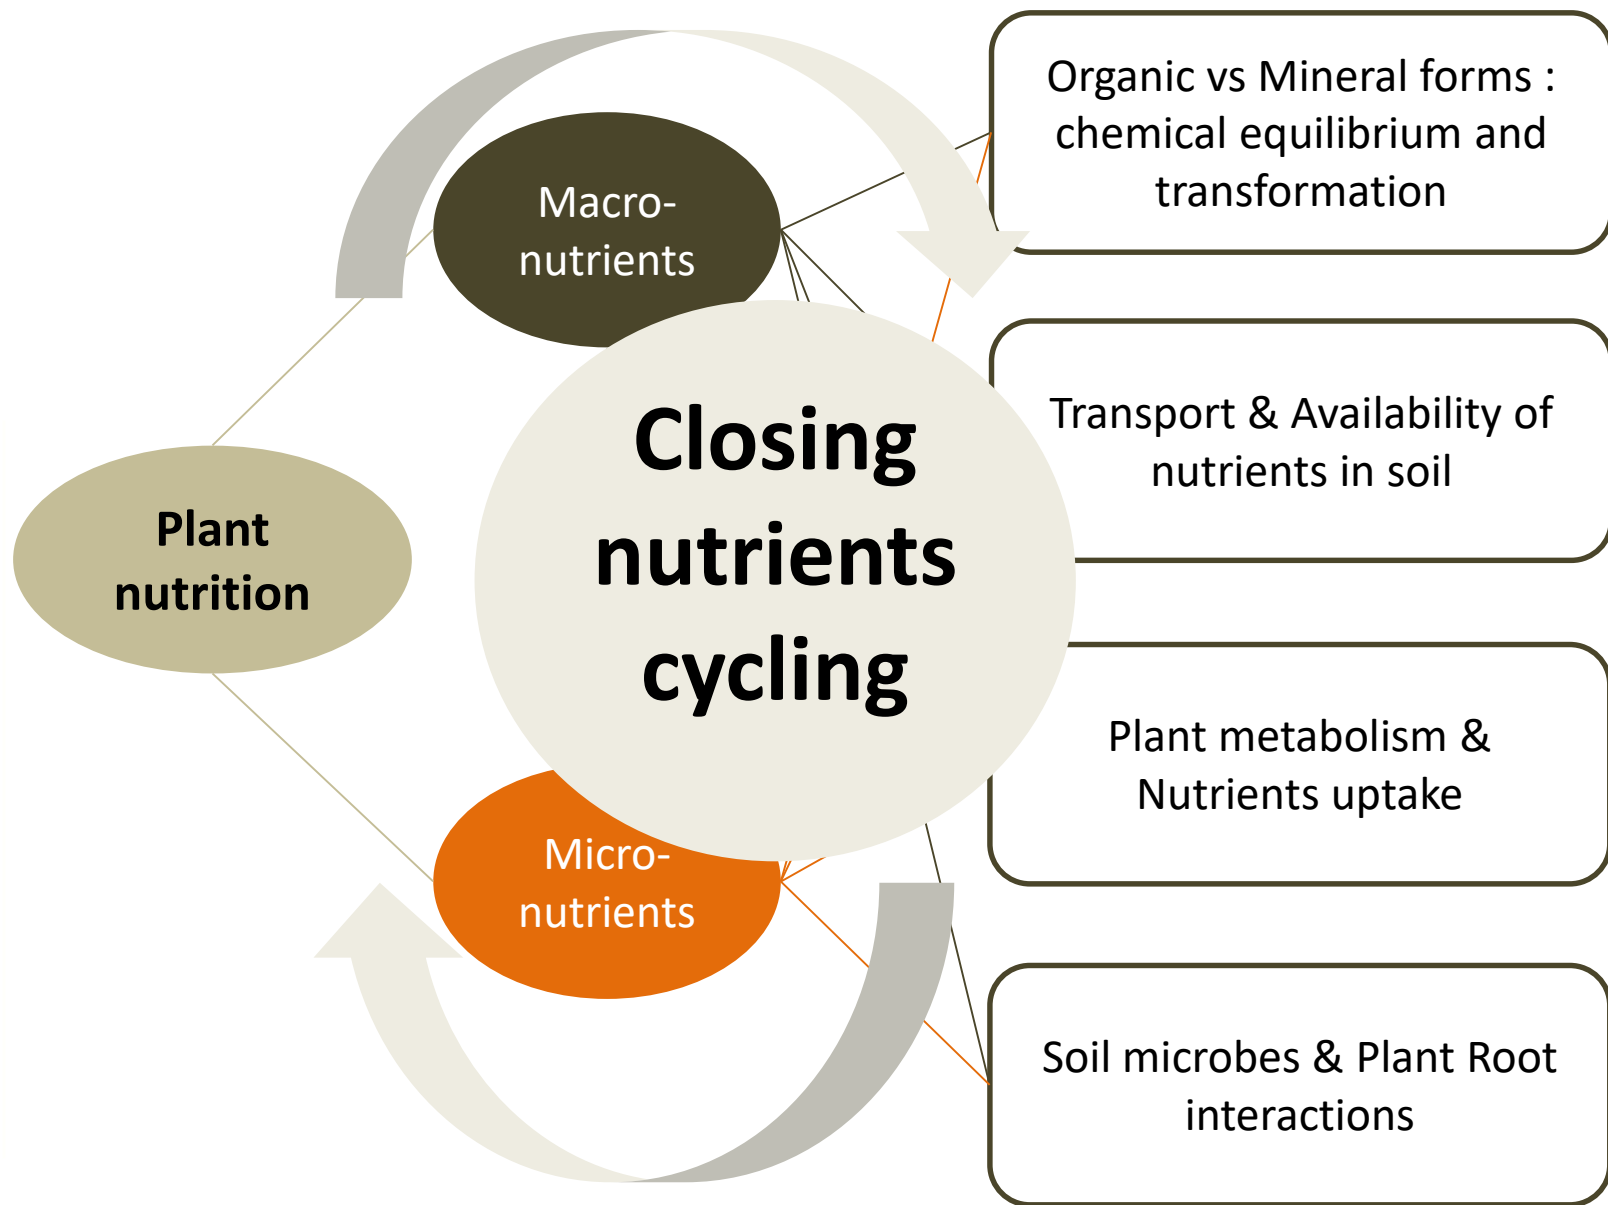 Plant
nutrition
Macro-
nutrients
Micro-
nutrients
Closing
nutrients
cycling
Organic vs Mineral forms :
chemical equilibrium and
transformation
Transport & Availability of
nutrients in soil
Plant metabolism &
Nutrients uptake
Soil microbes & Plant Root
interactions